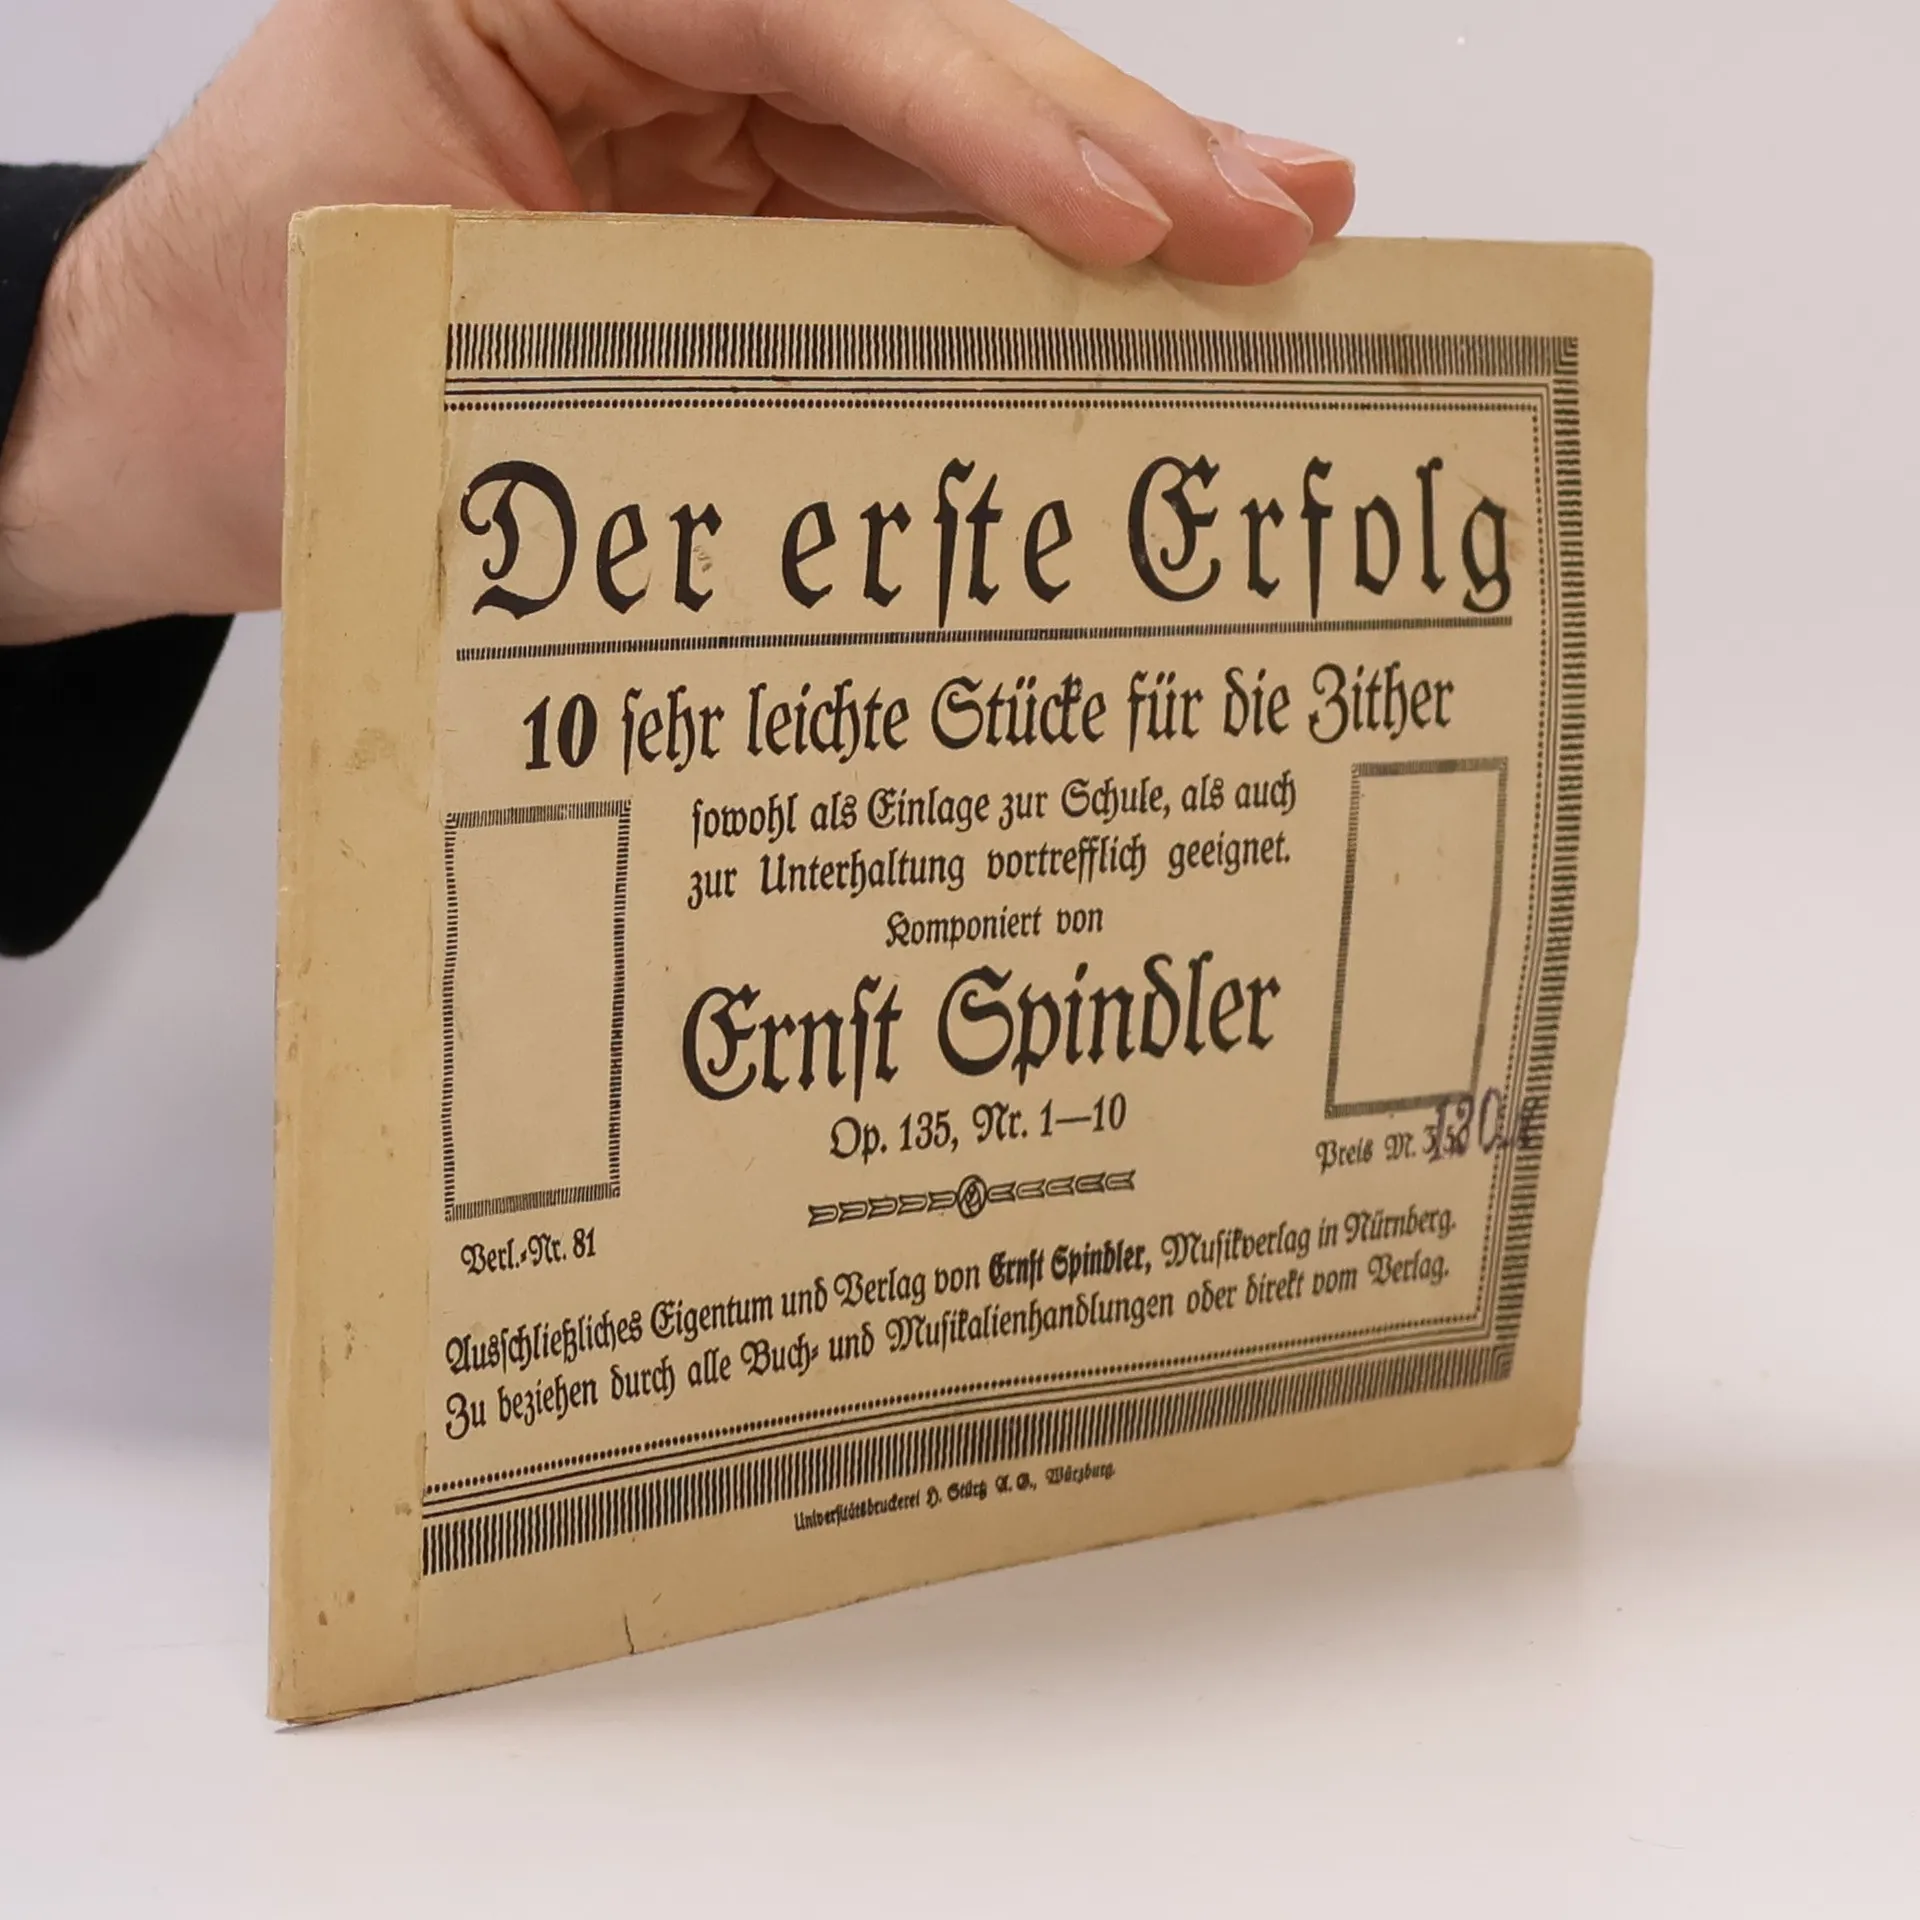 Der erste Erfolg
10 sehr leichte Stücke für die Zither
sowohl als Einlage zur Schule, als auch
zur Unterhaltung vortrefflich geeignet.
Komponiert von
Ernst Spindler
Op. 135, Nr. 1—10
Preis M.
Verl.-Nr. 81
Ausschließliches Eigentum und Verlag von Ernst Spindler, Musikverlag in Nürnberg.
Zu beziehen durch alle Buch- und Musikalienhandlungen oder direkt vom Verlag.
Universitätsdruckerei H. Stürtz A. G., Würzburg.